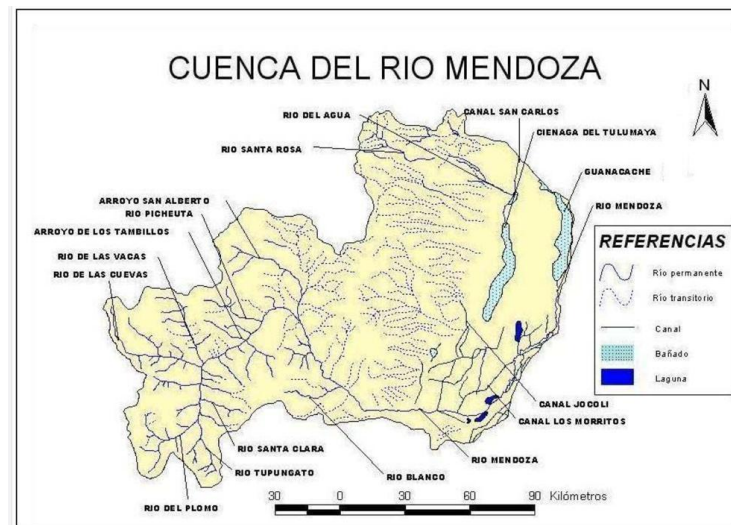 CUENCA DEL RIO MENDOZA
N
CANAL SAN CARLOS
RIO DEL AGUA
CIENAGA DEL TULUMAYA
RIO SANTA ROSA
GUANACACHE
ARROYO SAN ALBERTO
RIO MENDOZA
RIO PICHEUTA
ARROYO DE LOS TAMBILLOS
RIO DE LAS VACAS
RIO DE LAS CUEVAS
REFERENCIAS
Río permanente
Río transitorio
Canal
Bañado
Laguna
CANAL JOCOLI
CANAL LOS MORRITOS
RIO SANTA CLARA
RIO MENDOZA
RIO TUPUNGATO
RIO BLANCO
RIO DEL PLOMO
30 0 30 60 90 Kilómetros